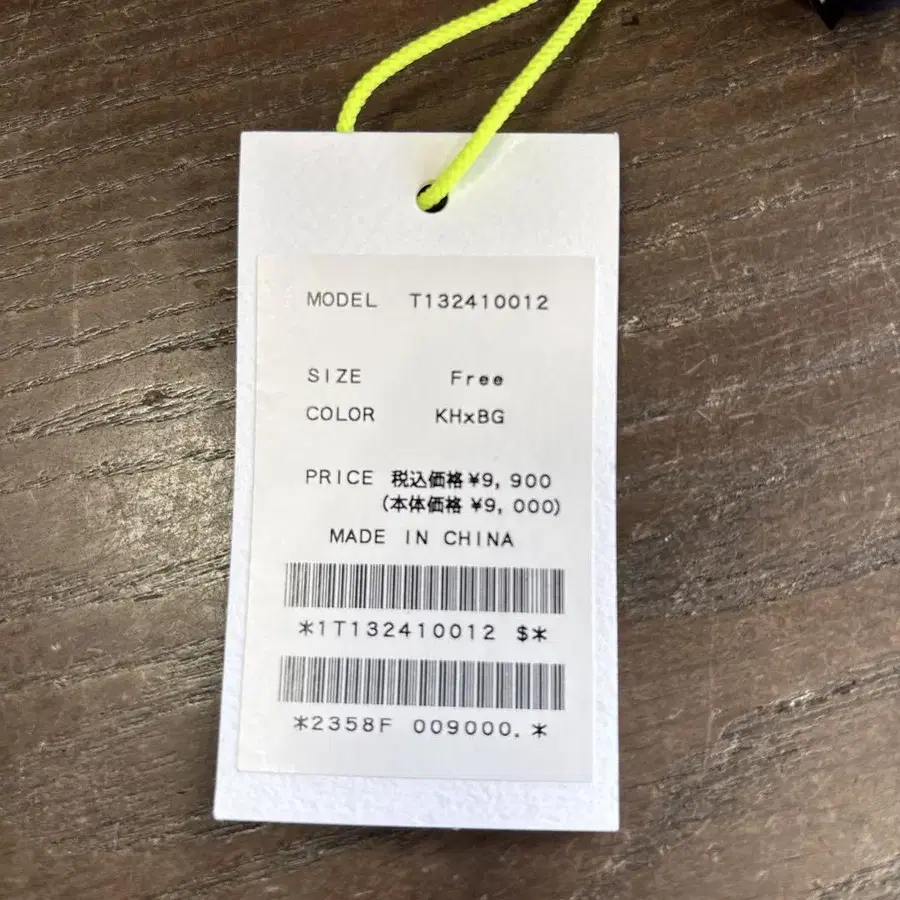 MODEL T132410012
SIZE Free
COLOR KHxBG
PRICE 税込価格¥9,900
(本体価格 ¥9,000)
MADE IN CHINA
*1T132410012 $*
*2358F 009000.*